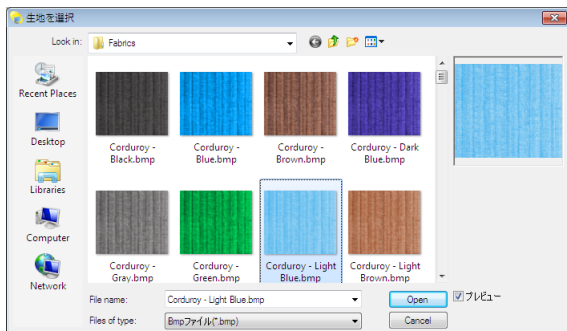 生地を選択
Look in:
Fabrics
Recent Places
Desktop
Libraries
Computer
Network
Corduroy - Black.bmp
Corduroy - Blue.bmp
Corduroy - Brown.bmp
Corduroy - Dark Blue.bmp
Corduroy - Gray.bmp
Corduroy - Green.bmp
Corduroy - Light Blue.bmp
Corduroy - Light Brown.bmp
File name:
Corduroy - Light Blue.bmp
Open
プレビュー
Files of type:
Bmpファイル(*.bmp)
Cancel